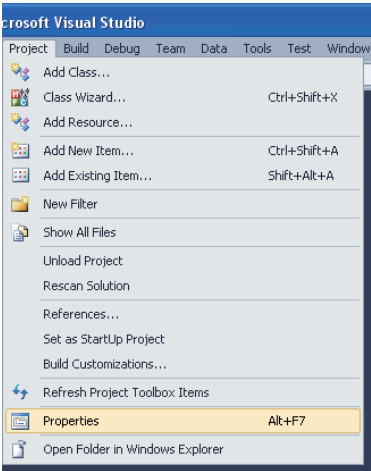 crosoft Visual Studio
Project Build Debug Team Data Tools Test Window
Add Class...
Class Wizard... Ctrl+Shift+X
Add Resource...
Add New Item... Ctrl+Shift+A
Add Existing Item... Shift+Alt+A
New Filter
Show All Files
Unload Project
Rescan Solution
References...
Set as StartUp Project
Build Customizations...
Refresh Project Toolbox Items
Properties Alt+F7
Open Folder in Windows Explorer